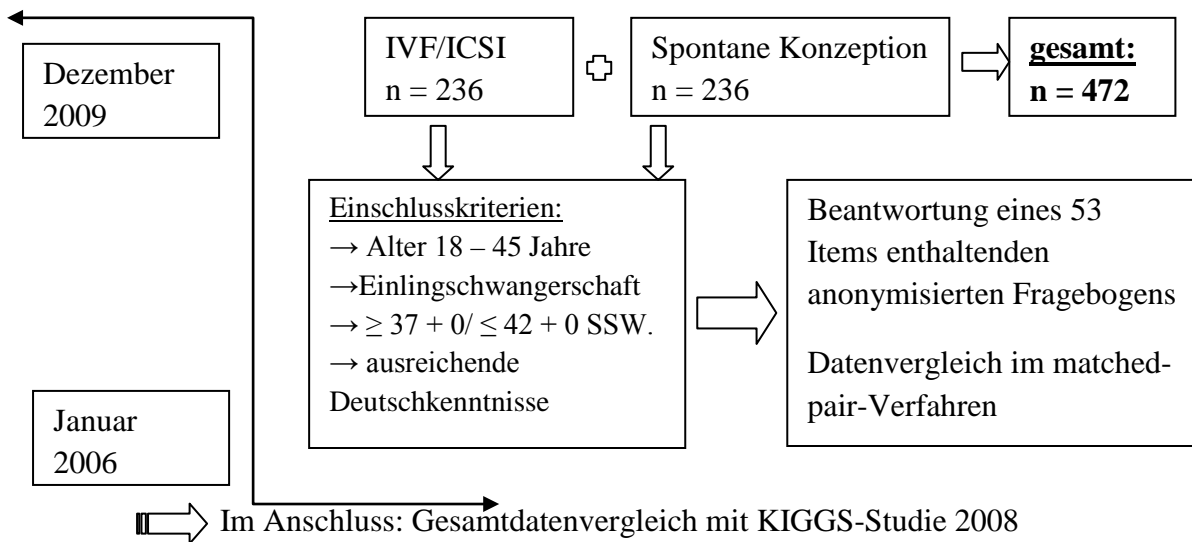 Dezember
2009
IVF/ICSI
n = 236
Spontane Konzeption
n = 236
gesamt:
n = 472
Einschlusskriterien:
→ Alter 18 – 45 Jahre
→Einlingschwangerschaft
→ ≥ 37 + 0/ ≤ 42 + 0 SSW.
→ ausreichende
Deutschkenntnisse
Beantwortung eines 53
Items enthaltenden
anonymisierten Fragebogens
Datenvergleich im matched-
pair-Verfahren
Januar
2006
Im Anschluss: Gesamtdatenvergleich mit KIGGS-Studie 2008